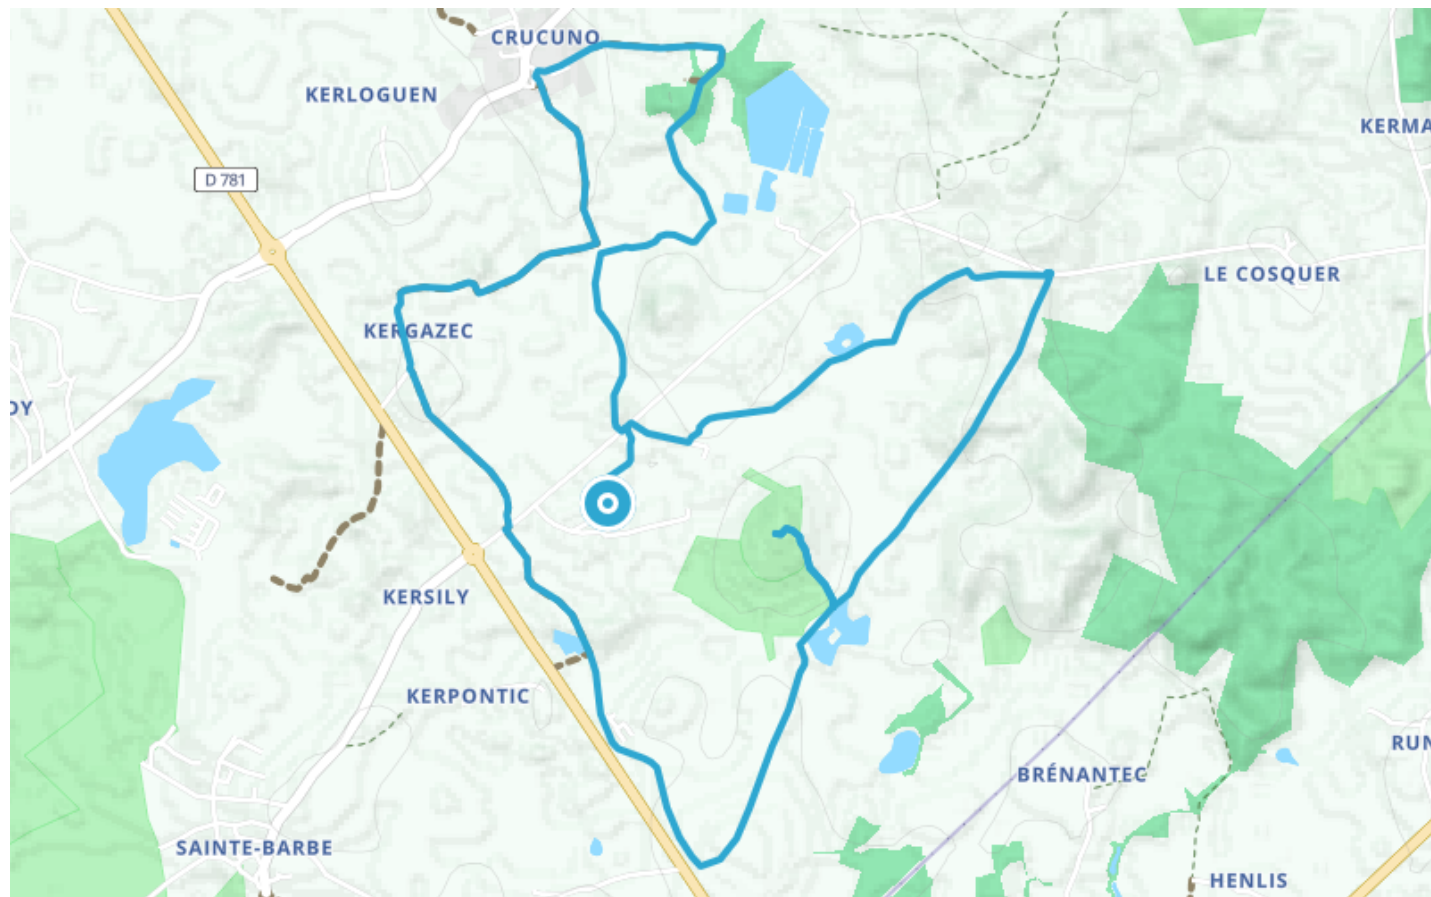 CRUCUNO
KERLOGUEN
KERMA
D 781
LE COSQUER
KERGAZEC
OY
KERSILY
KERPONTIC
RUN
BRÉNANTEC
SAINTE-BARBE
HENLIS